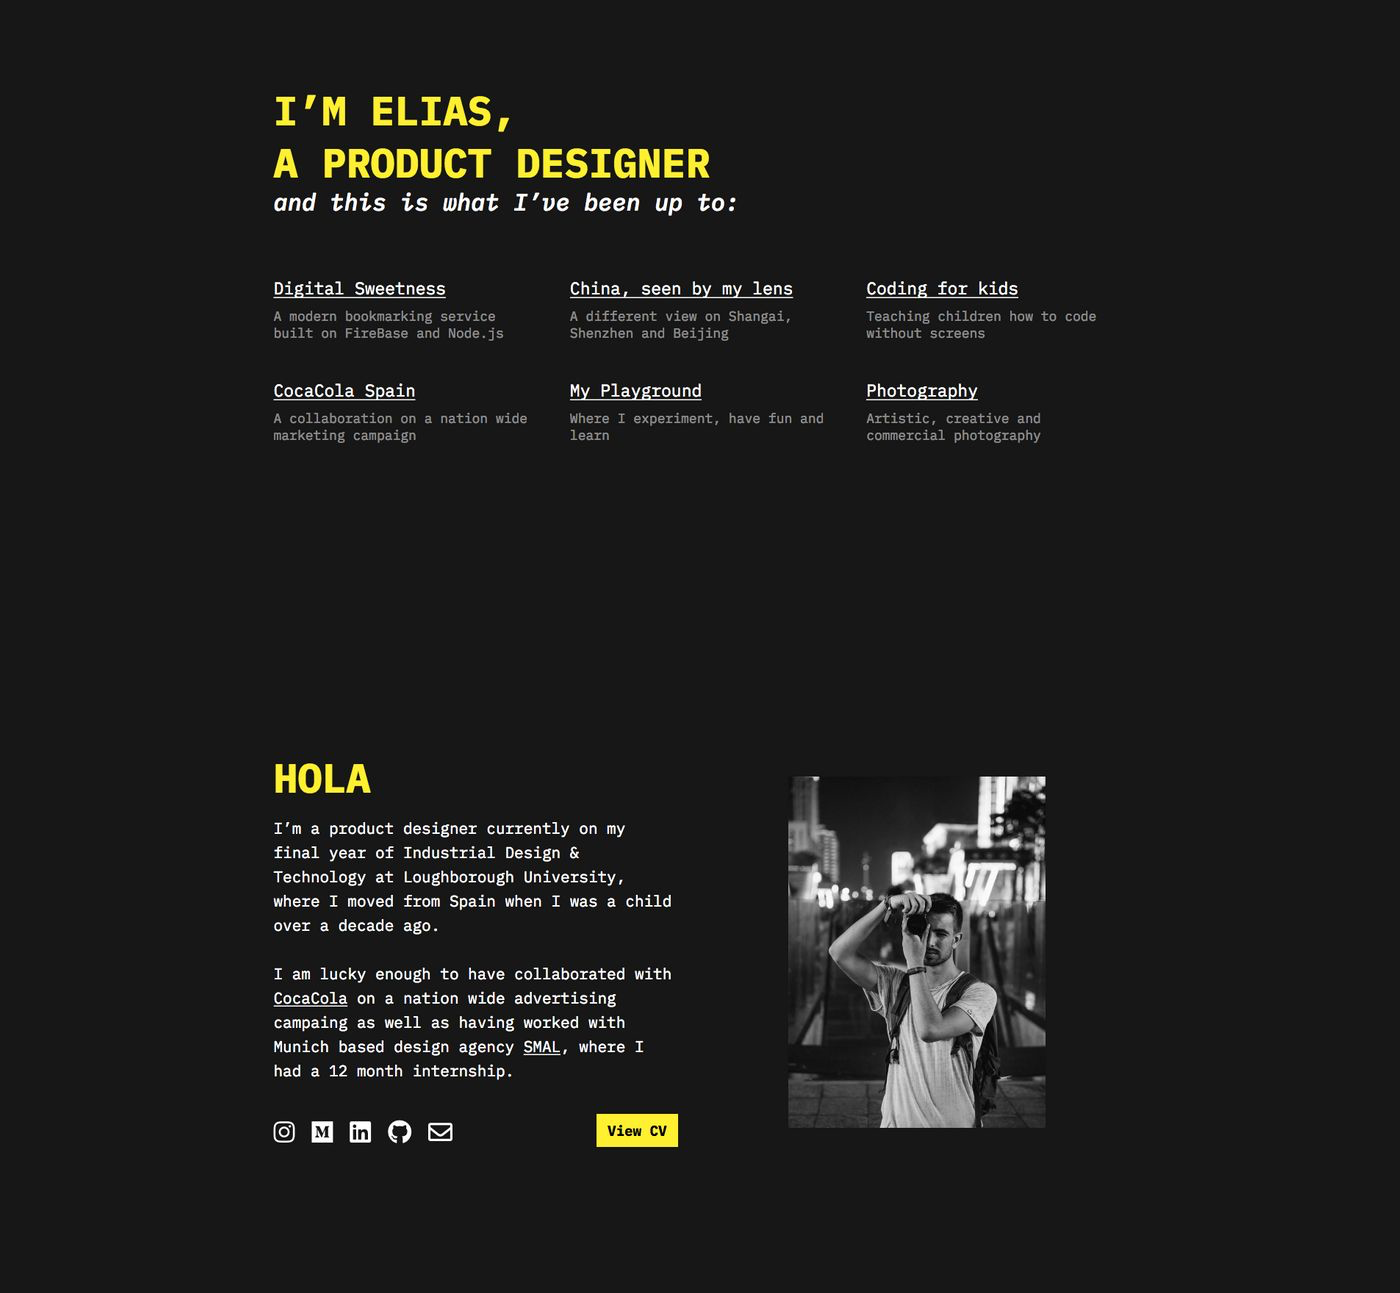 I’M ELIAS,
A PRODUCT DESIGNER
and this is what I’ve been up to:
Digital Sweetness
A modern bookmarking service
built on FireBase and Node.js
China, seen by my lens
A different view on Shangai,
Shenzhen and Beijing
Coding for kids
Teaching children how to code
without screens
CocaCola Spain
A collaboration on a nation wide
marketing campaign
My Playground
Where I experiment, have fun and
learn
Photography
Artistic, creative and
commercial photography
HOLA
I’m a product designer currently on my
final year of Industrial Design &
Technology at Loughborough University,
where I moved from Spain when I was a child
over a decade ago.
I am lucky enough to have collaborated with
CocaCola on a nation wide advertising
campaing as well as having worked with
Munich based design agency SMAL, where I
had a 12 month internship.
View CV